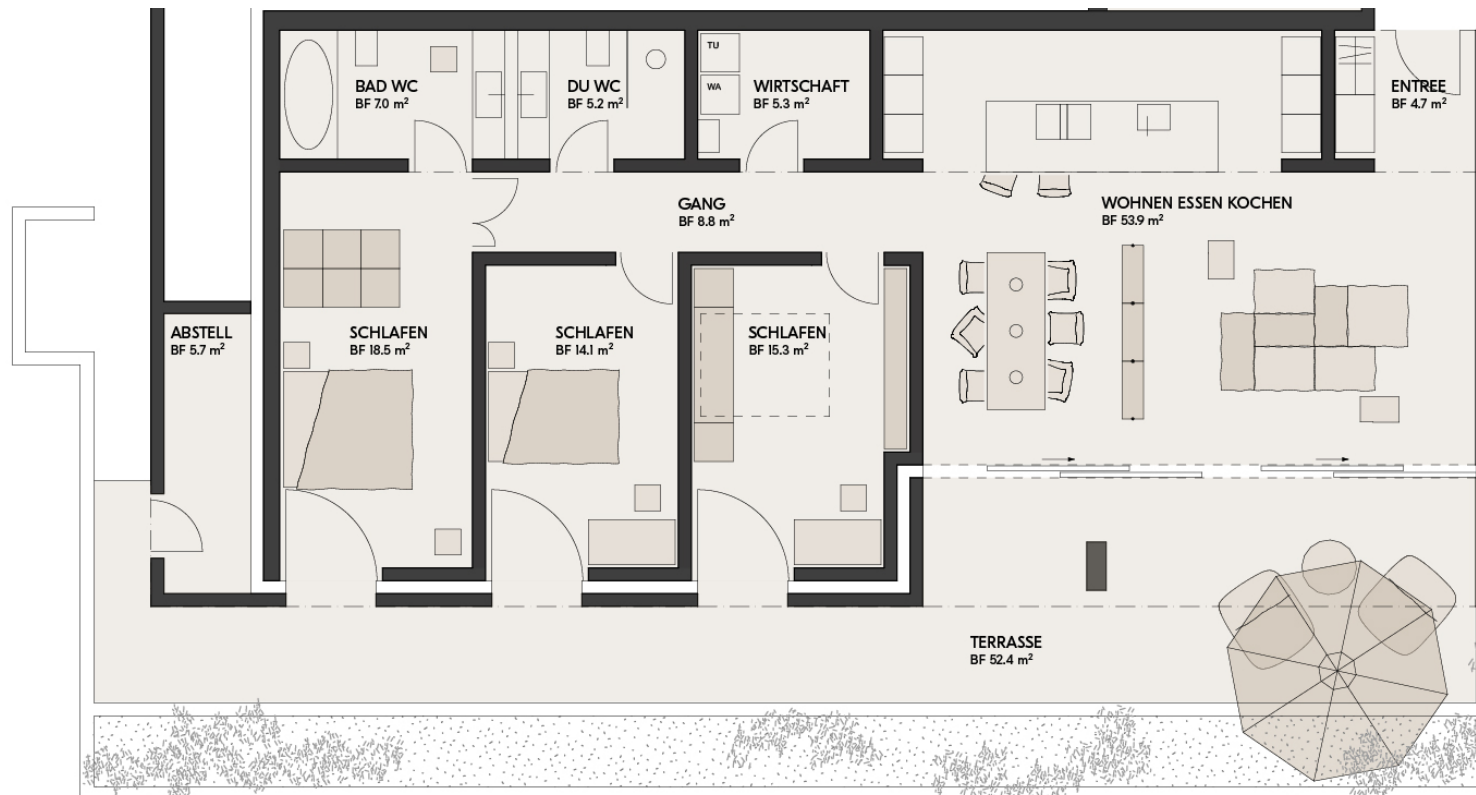 BAD WC
BF 7.0 m²
DU WC
BF 5.2 m²
TU
WA
WIRTSCHAFT
BF 5.3 m²
ENTREE
BF 4.7 m²
GANG
BF 8.8 m²
WOHNEN ESSEN KOCHEN
BF 53.9 m²
ABSTELL
BF 5.7 m²
SCHLAFEN
BF 18.5 m²
SCHLAFEN
BF 14.1 m²
SCHLAFEN
BF 15.3 m²
TERRASSE
BF 52.4 m²